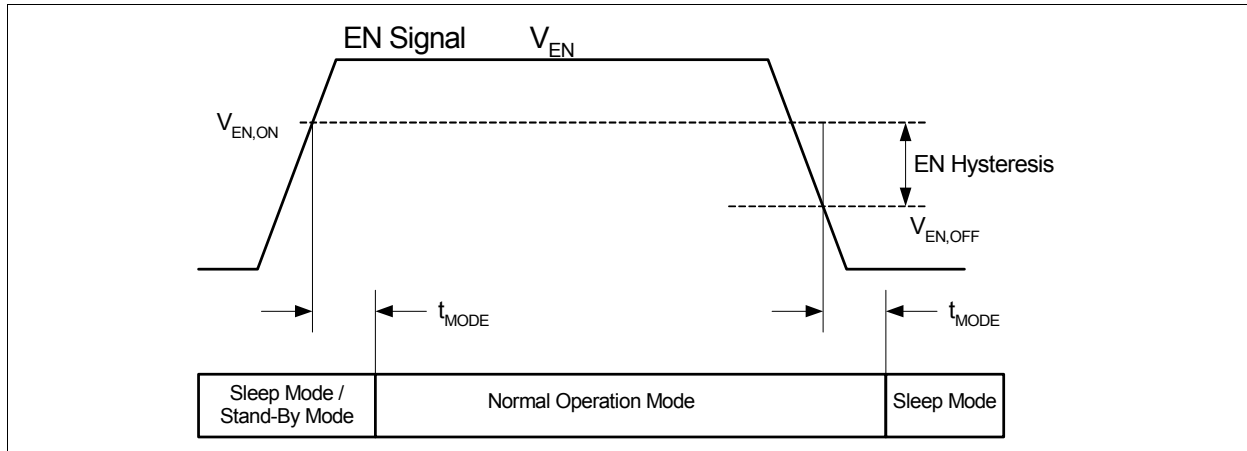 EN Signal V_EN
V_EN,ON
EN Hysteresis
V_EN,OFF
t_MODE
t_MODE
Sleep Mode /
Stand-By Mode
Normal Operation Mode
Sleep Mode